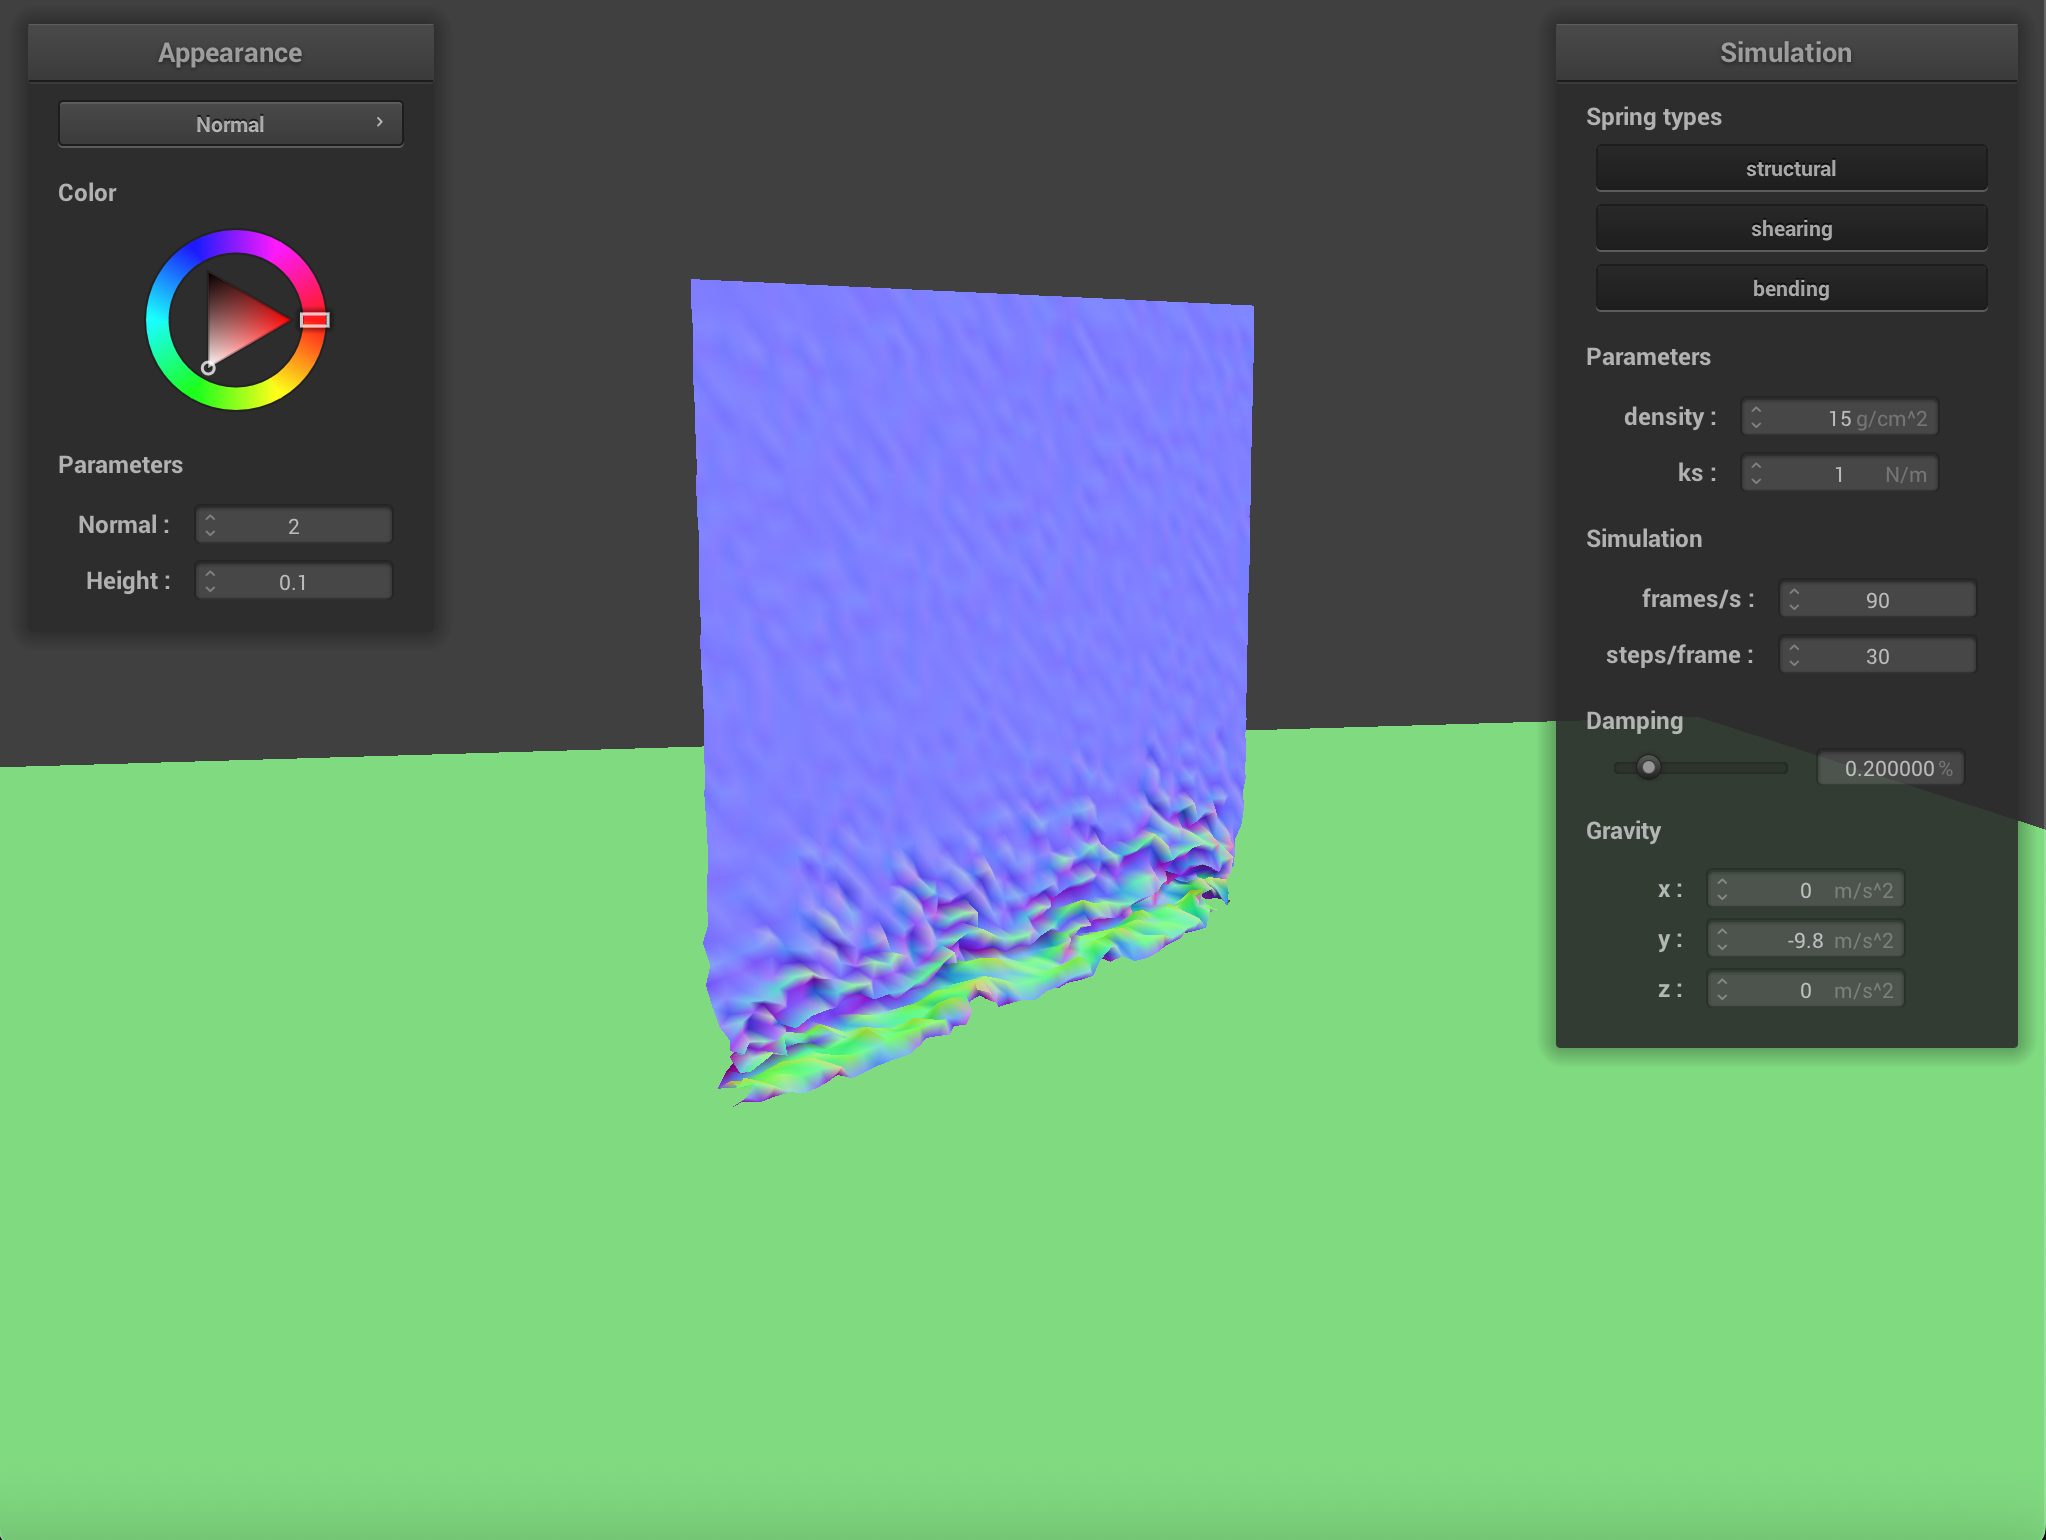 Appearance
Normal
Color
Parameters
Normal : 2
Height : 0.1
Simulation
Spring types
structural
shearing
bending
Parameters
density : 15 g/cm^2
ks : 1 N/m
Simulation
frames/s : 90
steps/frame : 30
Damping
0.200000 %
Gravity
x : 0 m/s^2
y : -9.8 m/s^2
z : 0 m/s^2